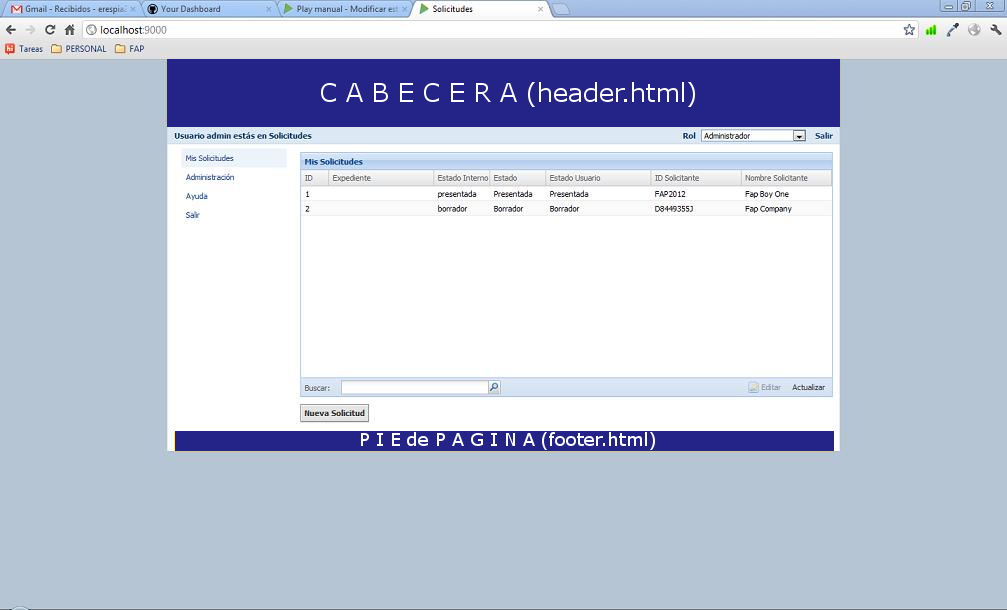 Gmail - Recibidos - erespia
Your Dashboard
Play manual - Modificar est
Solicitudes
localhost:9000
Tareas
PERSONAL
FAP
C A B E C E R A (header.html)
Usuario admin estás en Solicitudes
Rol
Administrador
Salir
Mis Solicitudes
Administración
Ayuda
Salir
Mis Solicitudes
ID Expediente Estado Interno Estado Estado Usuario ID Solicitante Nombre Solicitante
1 presentada Presentada Presentada FAP2012 Fap Boy One
2 borrador Borrador Borrador D8449355J Fap Company
Buscar:
Editar
Actualizar
Nueva Solicitud
P I E de P A G I N A (footer.html)